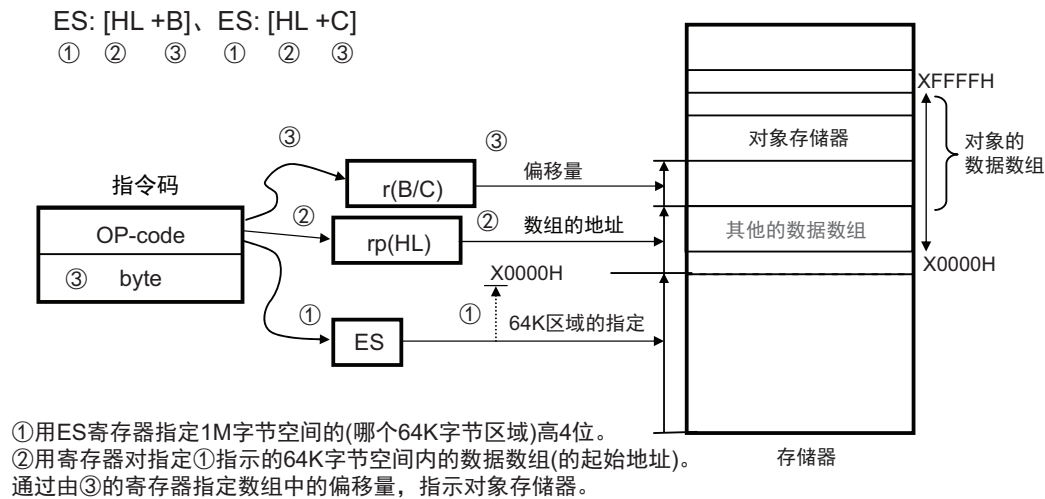 ES: [HL +B]、ES: [HL +C]
① ② ③ ① ② ③
XFFFFH
③
③
对象存储器
对象的
数据数组
指令码
r(B/C)
偏移量
OP-code
②
rp(HL)
②
数组的地址
其他的数据数组
③ byte
X0000H
X0000H
①
ES
①
64K区域的指定
①用ES寄存器指定1M字节空间的(哪个64K字节区域)高4位。
②用寄存器对指定①指示的64K字节空间内的数据数组(的起始地址)。
存储器
通过由③的寄存器指定数组中的偏移量，指示对象存储器。